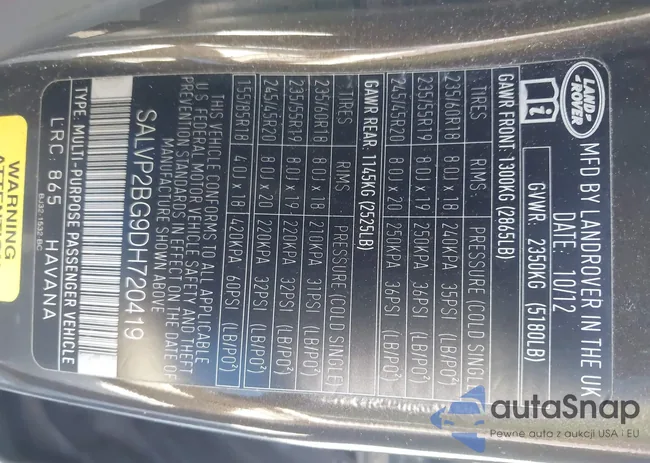 LAND
ROVER
MFD BY LANDROVER IN THE UK
DATE: 10/12
GVWR: 2350KG (5180LB)
GAWR FRONT: 1300KG (2865LB)
TIRES RIMS PRESSURE (COLD SINGLE)
235/60R18 8.0J x 18 240KPA 35PSI (LB/PO²)
235/55R19 8.0J x 19 250KPA 36PSI (LB/PO²)
245/45R20 8.0J x 20 250KPA 36PSI (LB/PO²)
GAWR REAR: 1145KG (2525LB)
TIRES RIMS PRESSURE (COLD SINGLE)
235/60R18 8.0J x 18 210KPA 31PSI (LB/PO²)
235/55R19 8.0J x 19 220KPA 32PSI (LB/PO²)
245/45R20 8.0J x 20 220KPA 32PSI (LB/PO²)
155/85R18 4.0J x 18 420KPA 60PSI (LB/PO²)
THIS VEHICLE CONFORMS TO ALL APPLICABLE
U.S FEDERAL MOTOR VEHICLE SAFETY AND THEFT
PREVENTION STANDARDS IN EFFECT ON THE DATE OF
MANUFACTURE SHOWN ABOVE
SALVP2BG9DH720419
TYPE: MULTI-PURPOSE PASSENGER VEHICLE
LRC: 865 HAVANA
BJ32-1532-BC
WARNING
autaSnap
Pewne auto z aukcji USA i EU